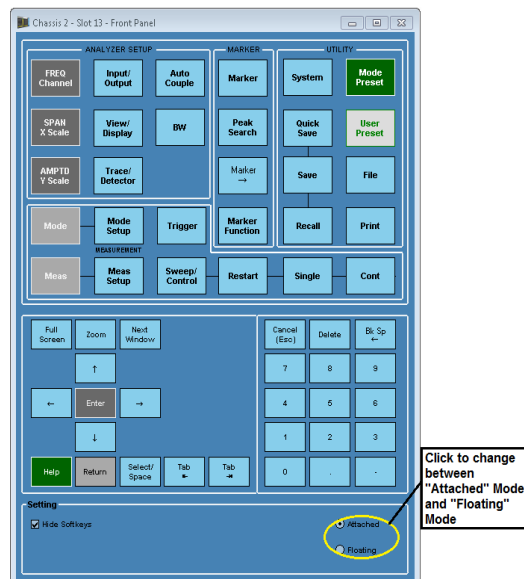 Chassis 2 - Slot 13 - Front Panel
ANALYZER SETUP
MARKER
UTILITY
FREQ
Channel
Input/
Output
Auto
Couple
Marker
System
Mode
Preset
SPAN
X Scale
View/
Display
BW
Peak
Search
Quick
Save
User
Preset
AMPTD
Y Scale
Trace/
Detector
Marker
→
Save
File
Mode
Mode
Setup
Trigger
Marker
Function
Recall
Print
MEASUREMENT
Meas
Meas
Setup
Sweep/
Control
Restart
Single
Cont
Full
Screen
Zoom
Next
Window
Cancel
(Esc)
Delete
Bk Sp
←
↑
7
8
9
←
Enter
→
4
5
6
↓
1
2
3
Help
Return
Select/
Space
Tab
⇤
Tab
⇥
0
.
-
Setting
Hide Softkeys
Attached
Floating
Click to change
between
"Attached" Mode
and "Floating"
Mode